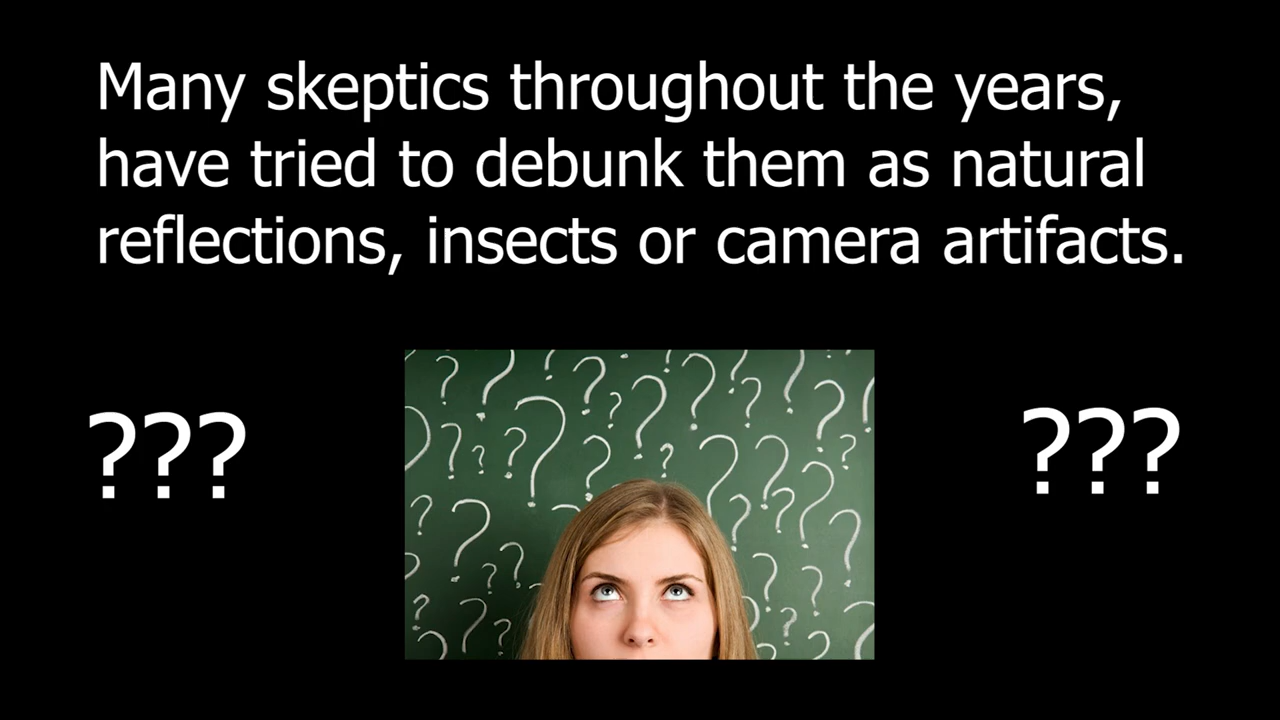 Many skeptics throughout the years,
have tried to debunk them as natural
reflections, insects or camera artifacts.
??? ???